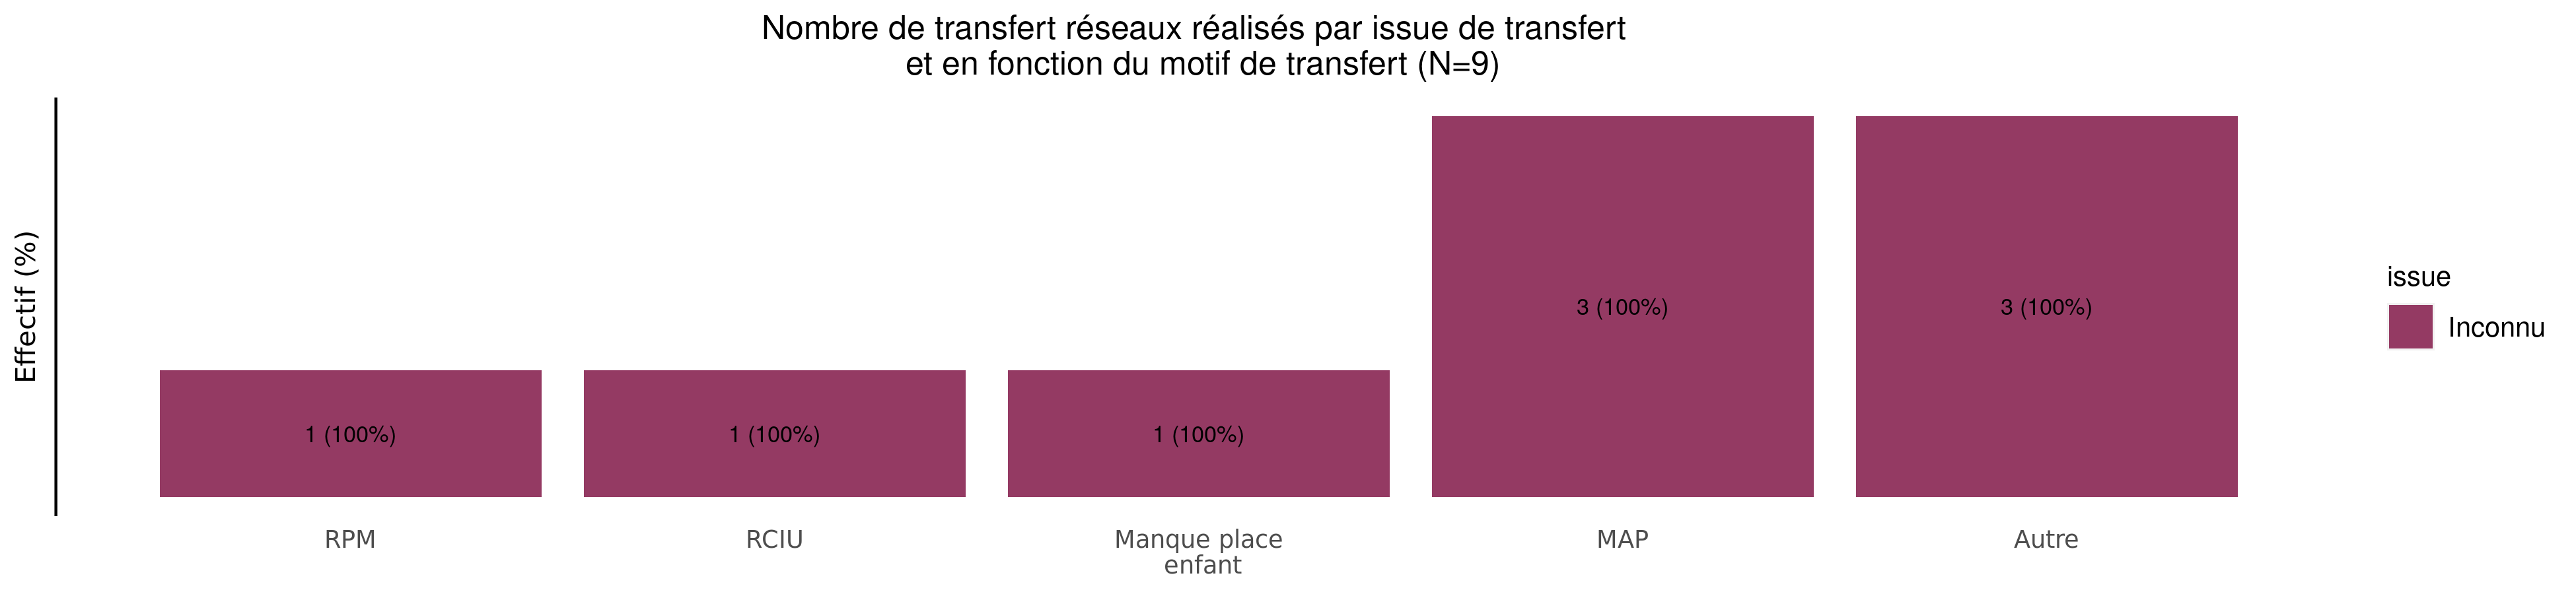 Nombre de transfert réseaux réalisés par issue de transfert
et en fonction du motif de transfert (N=9)
Effectif (%)
1 (100%)
1 (100%)
1 (100%)
3 (100%)
3 (100%)
RPM
RCIU
Manque place
enfant
MAP
Autre
issue
Inconnu